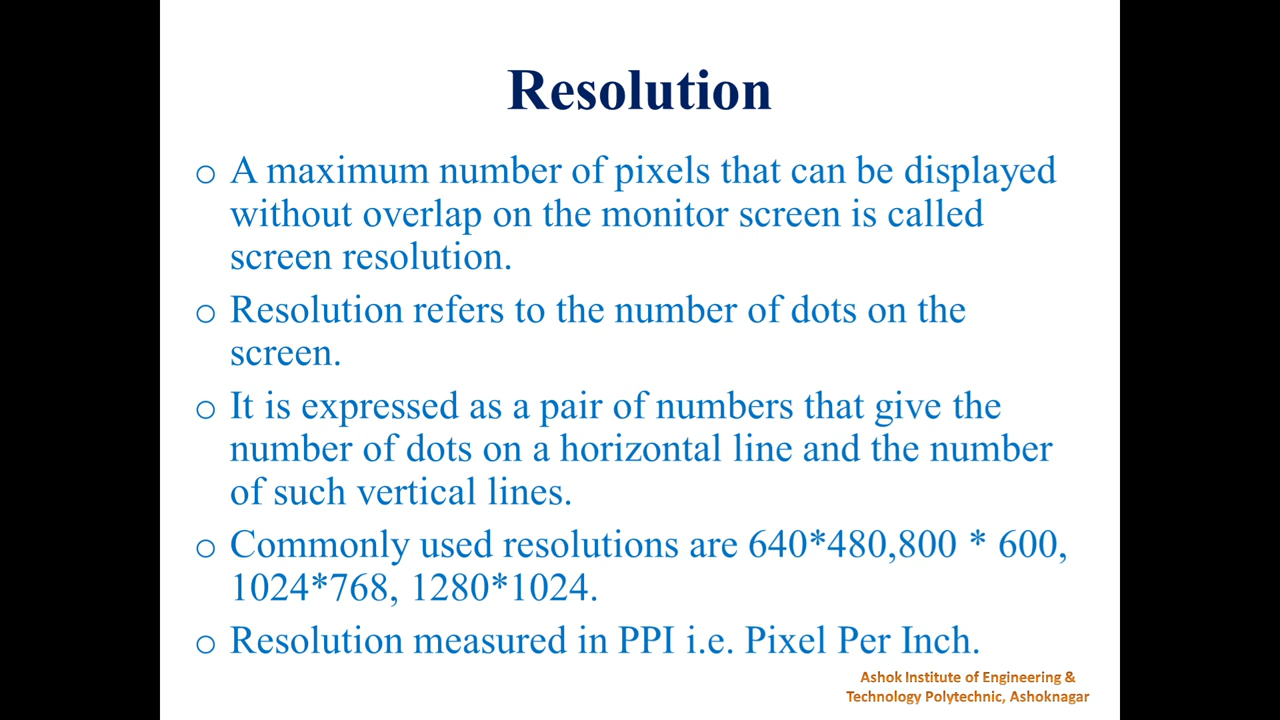 Resolution
o A maximum number of pixels that can be displayed
without overlap on the monitor screen is called
screen resolution.
o Resolution refers to the number of dots on the
screen.
o It is expressed as a pair of numbers that give the
number of dots on a horizontal line and the number
of such vertical lines.
o Commonly used resolutions are 640*480,800 * 600,
1024*768, 1280*1024.
o Resolution measured in PPI i.e. Pixel Per Inch.
Ashok Institute of Engineering &
Technology Polytechnic, Ashoknagar